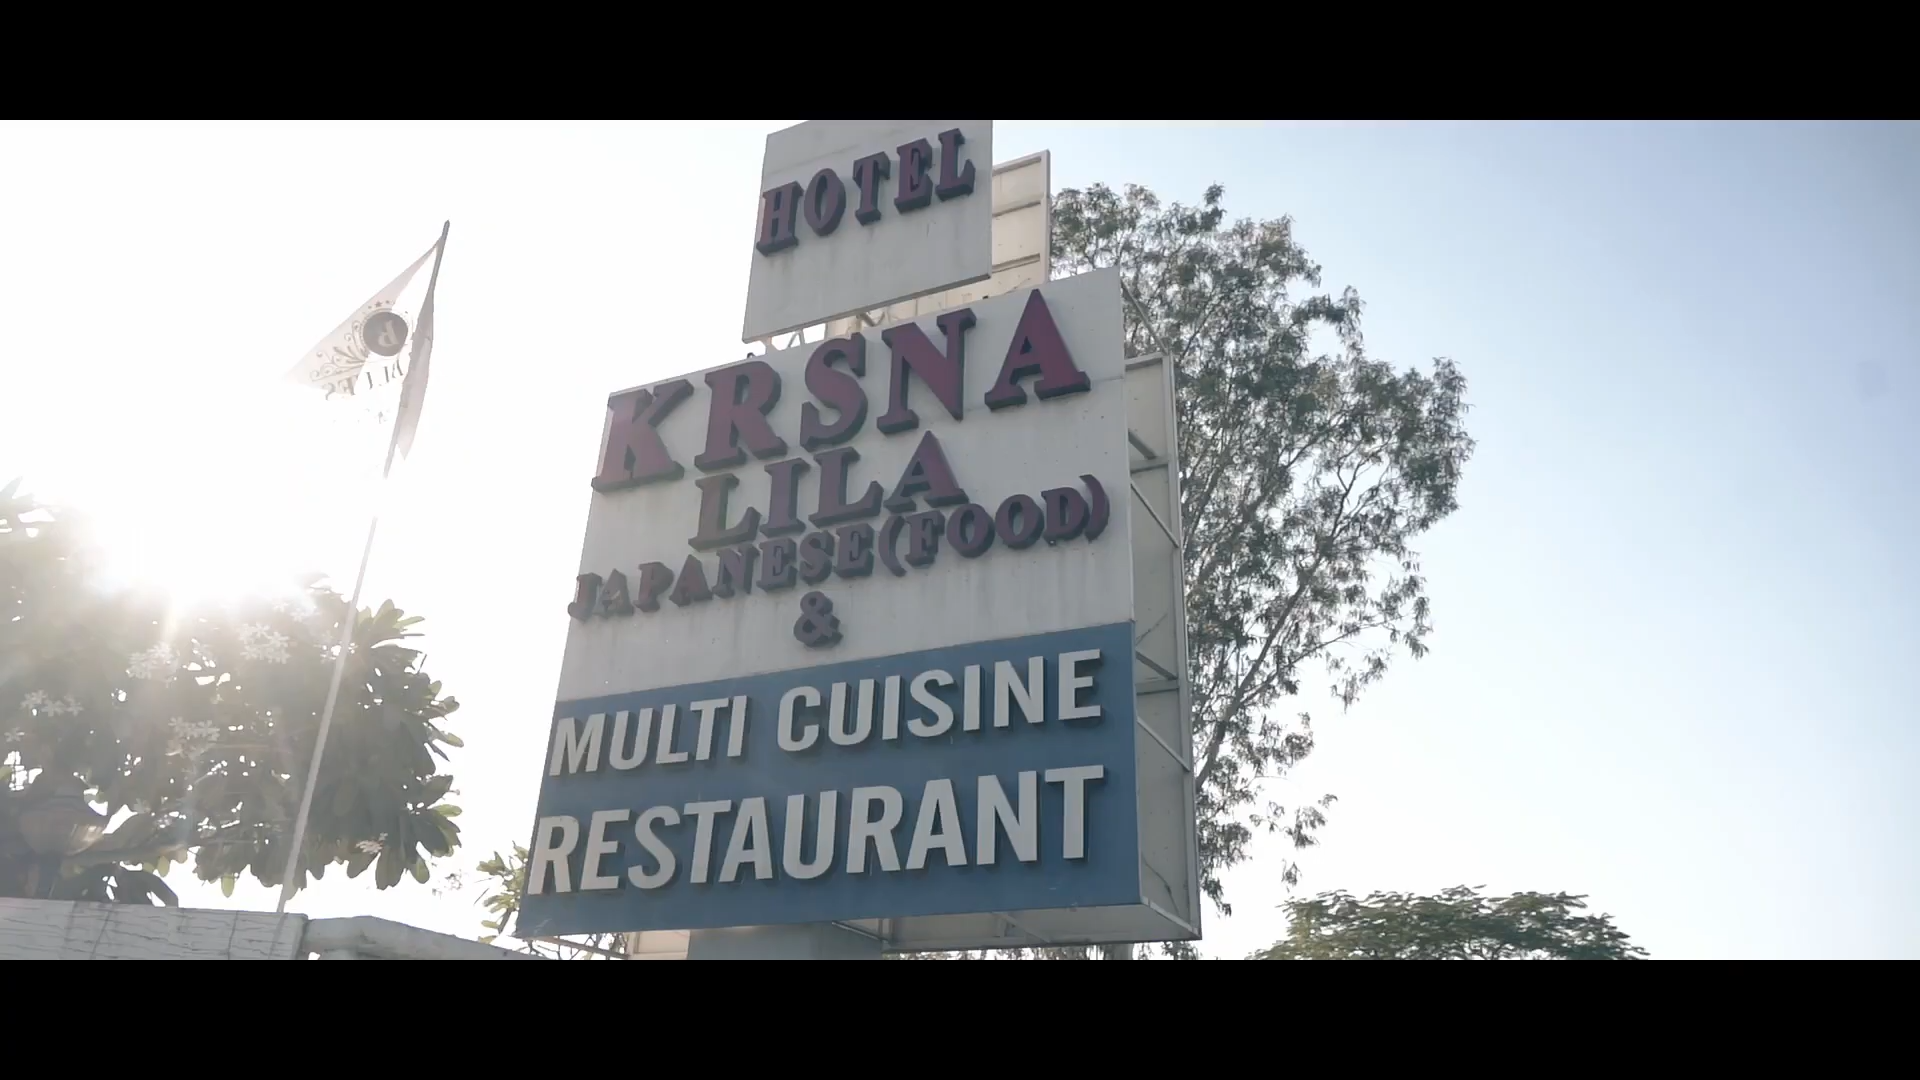 HOTEL
KRSNA
LILA
JAPANESE(FOOD)
&
MULTI CUISINE
RESTAURANT